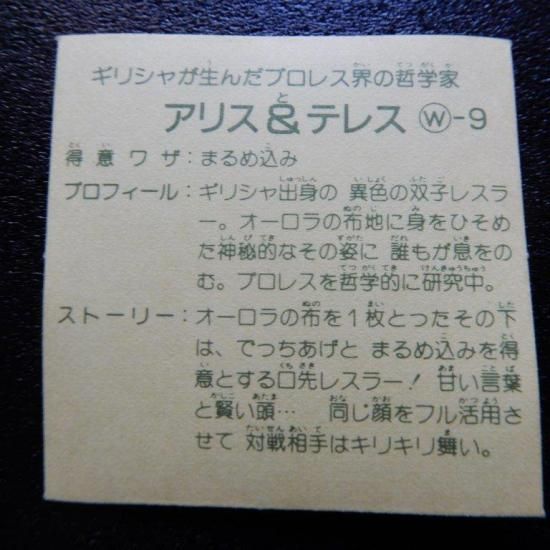 ギリシャが生んだプロレス界の哲学家
アリス&テレス Ⓦ-9
得意ワザ：まるめ込み
プロフィール：ギリシャ出身の 異色の双子レスラ
ー。オーロラの布地に身をひそめ
た神秘的なその姿に 誰もが息をの
む。プロレスを哲学的に研究中。
ストーリー：オーロラの布を1枚とったその下
は、でっちあげと まるめ込みを得
意とする口先レスラー！ 甘い言葉
と賢い頭… 同じ顔をフル活用さ
せて 対戦相手はキリキリ舞い。